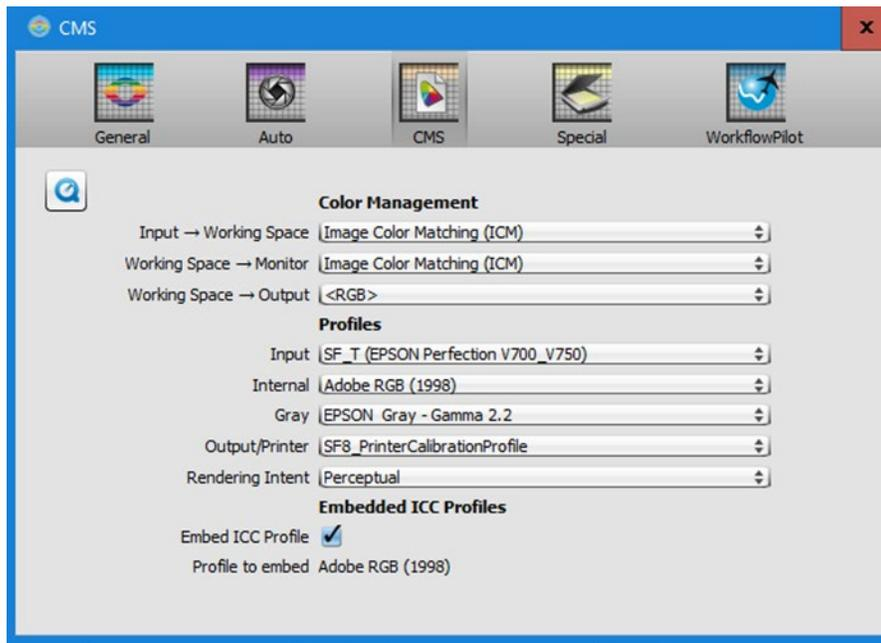 CMS
x
General Auto CMS Special WorkflowPilot
Color Management
Input → Working Space Image Color Matching (ICM)
Working Space → Monitor Image Color Matching (ICM)
Working Space → Output <RGB>
Profiles
Input SF_T (EPSON Perfection V700_V750)
Internal Adobe RGB (1998)
Gray EPSON Gray - Gamma 2.2
Output/Printer SF8_PrinterCalibrationProfile
Rendering Intent Perceptual
Embedded ICC Profiles
Embed ICC Profile
Profile to embed Adobe RGB (1998)